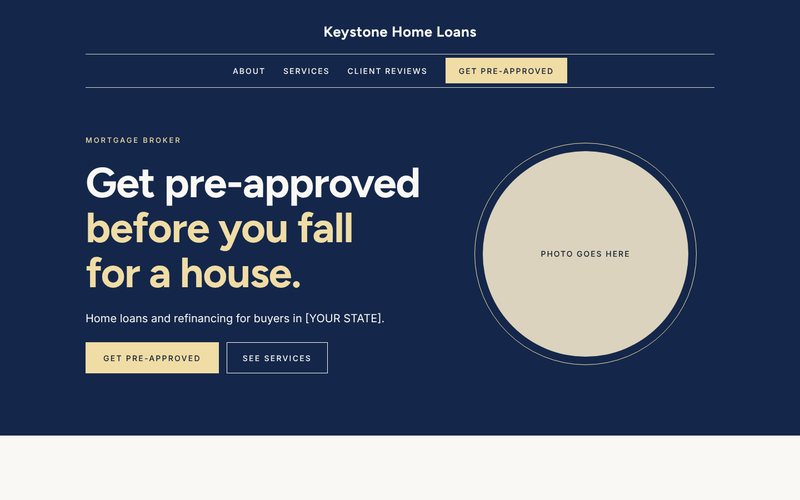 Keystone Home Loans
ABOUT SERVICES CLIENT REVIEWS GET PRE-APPROVED
MORTGAGE BROKER
Get pre-approved
before you fall
for a house.
Home loans and refinancing for buyers in [YOUR STATE].
GET PRE-APPROVED SEE SERVICES
PHOTO GOES HERE